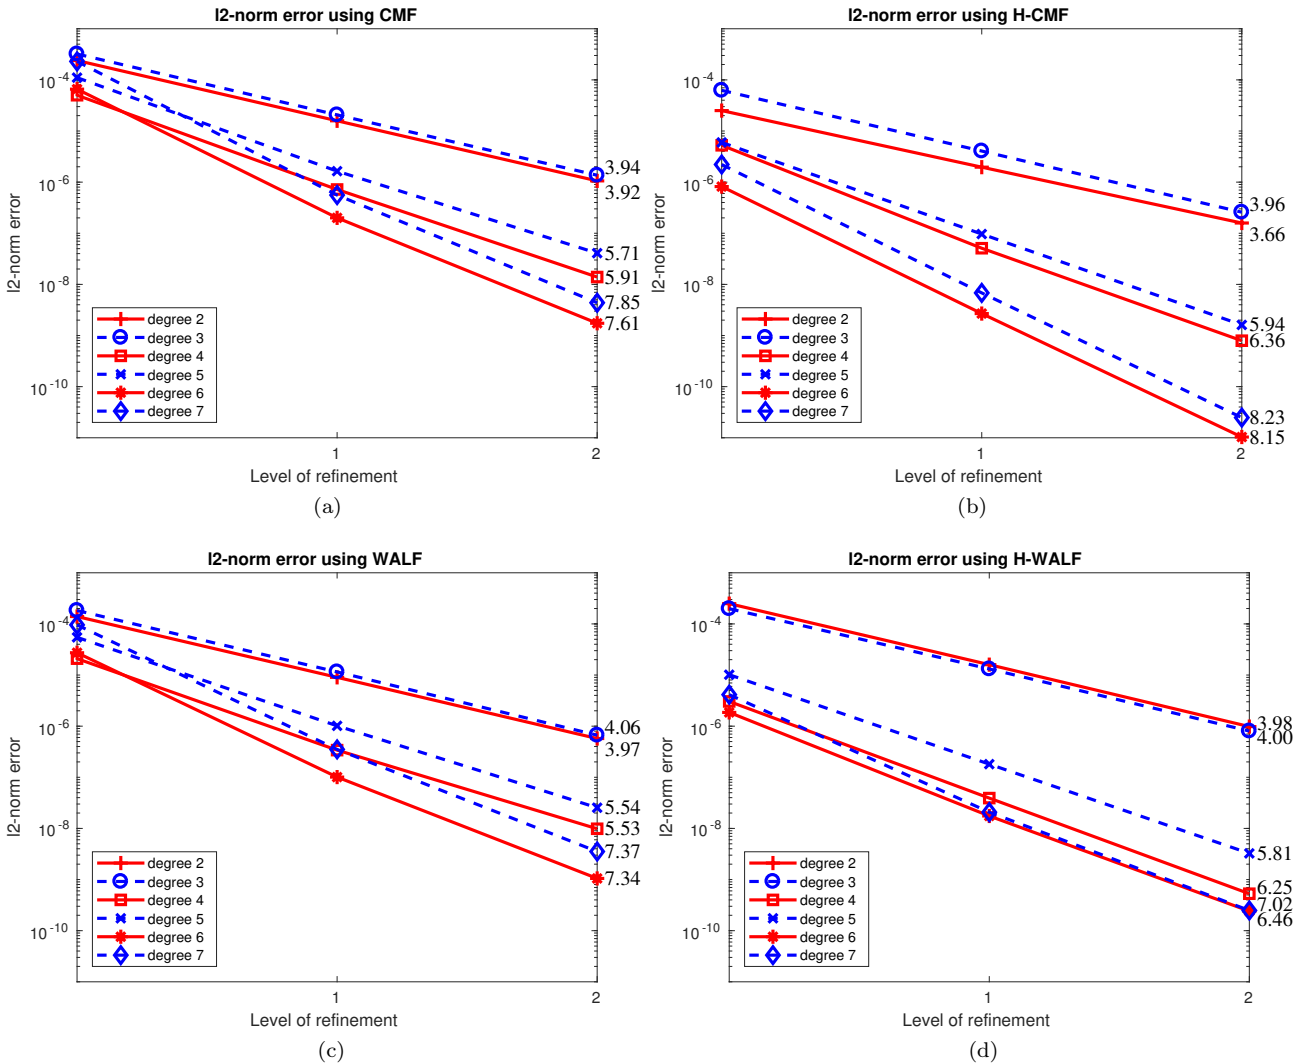 l2-norm error using CMF
l2-norm error
10^-4
10^-6
10^-8
10^-10
3.94
3.92
5.71
5.91
7.85
7.61
degree 2
degree 3
degree 4
degree 5
degree 6
degree 7
1
2
Level of refinement
(a)
l2-norm error using H-CMF
l2-norm error
10^-4
10^-6
10^-8
10^-10
3.96
3.66
5.94
6.36
8.23
8.15
degree 2
degree 3
degree 4
degree 5
degree 6
degree 7
1
2
Level of refinement
(b)
l2-norm error using WALF
l2-norm error
10^-4
10^-6
10^-8
10^-10
4.06
3.97
5.54
5.53
7.37
7.34
degree 2
degree 3
degree 4
degree 5
degree 6
degree 7
1
2
Level of refinement
(c)
l2-norm error using H-WALF
l2-norm error
10^-4
10^-6
10^-8
10^-10
3.98
4.00
5.81
6.25
7.02
6.46
degree 2
degree 3
degree 4
degree 5
degree 6
degree 7
1
2
Level of refinement
(d)